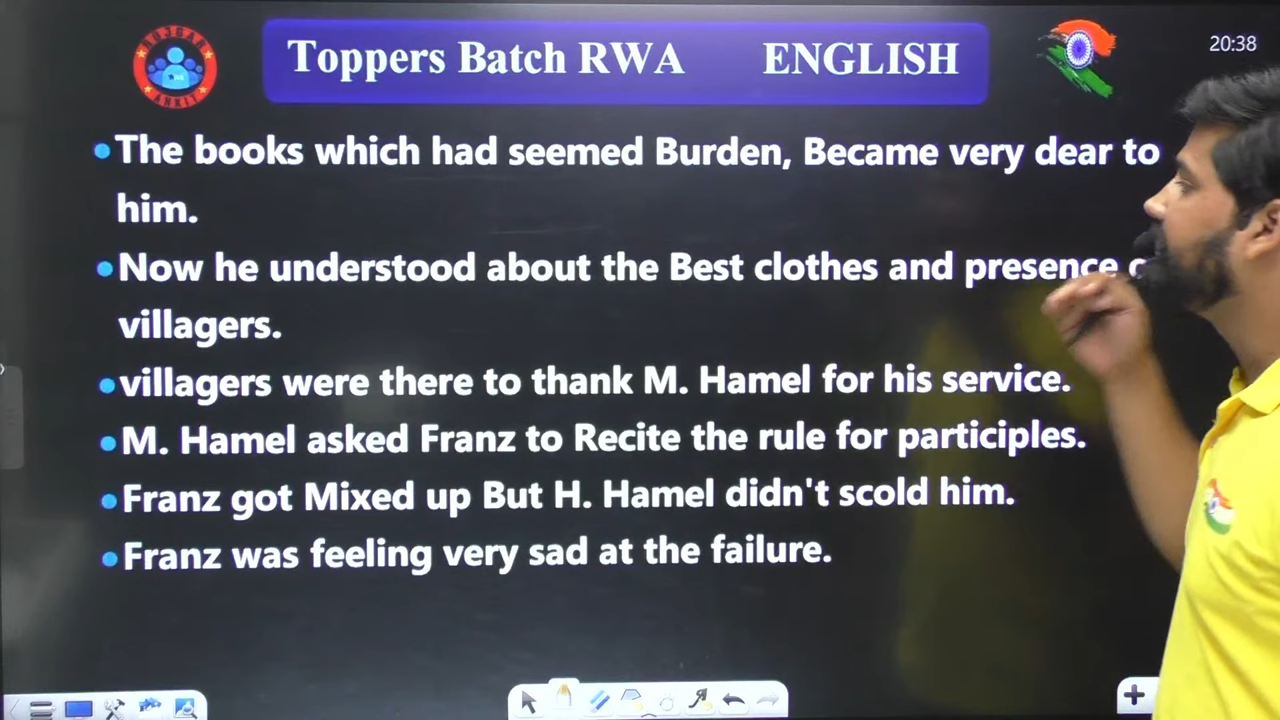 ROJGAR
ANKIT
Toppers Batch RWA ENGLISH
20:38
The books which had seemed Burden, Became very dear to
him.
Now he understood about the Best clothes and presence
villagers.
villagers were there to thank M. Hamel for his service.
M. Hamel asked Franz to Recite the rule for participles.
Franz got Mixed up But H. Hamel didn't scold him.
Franz was feeling very sad at the failure.